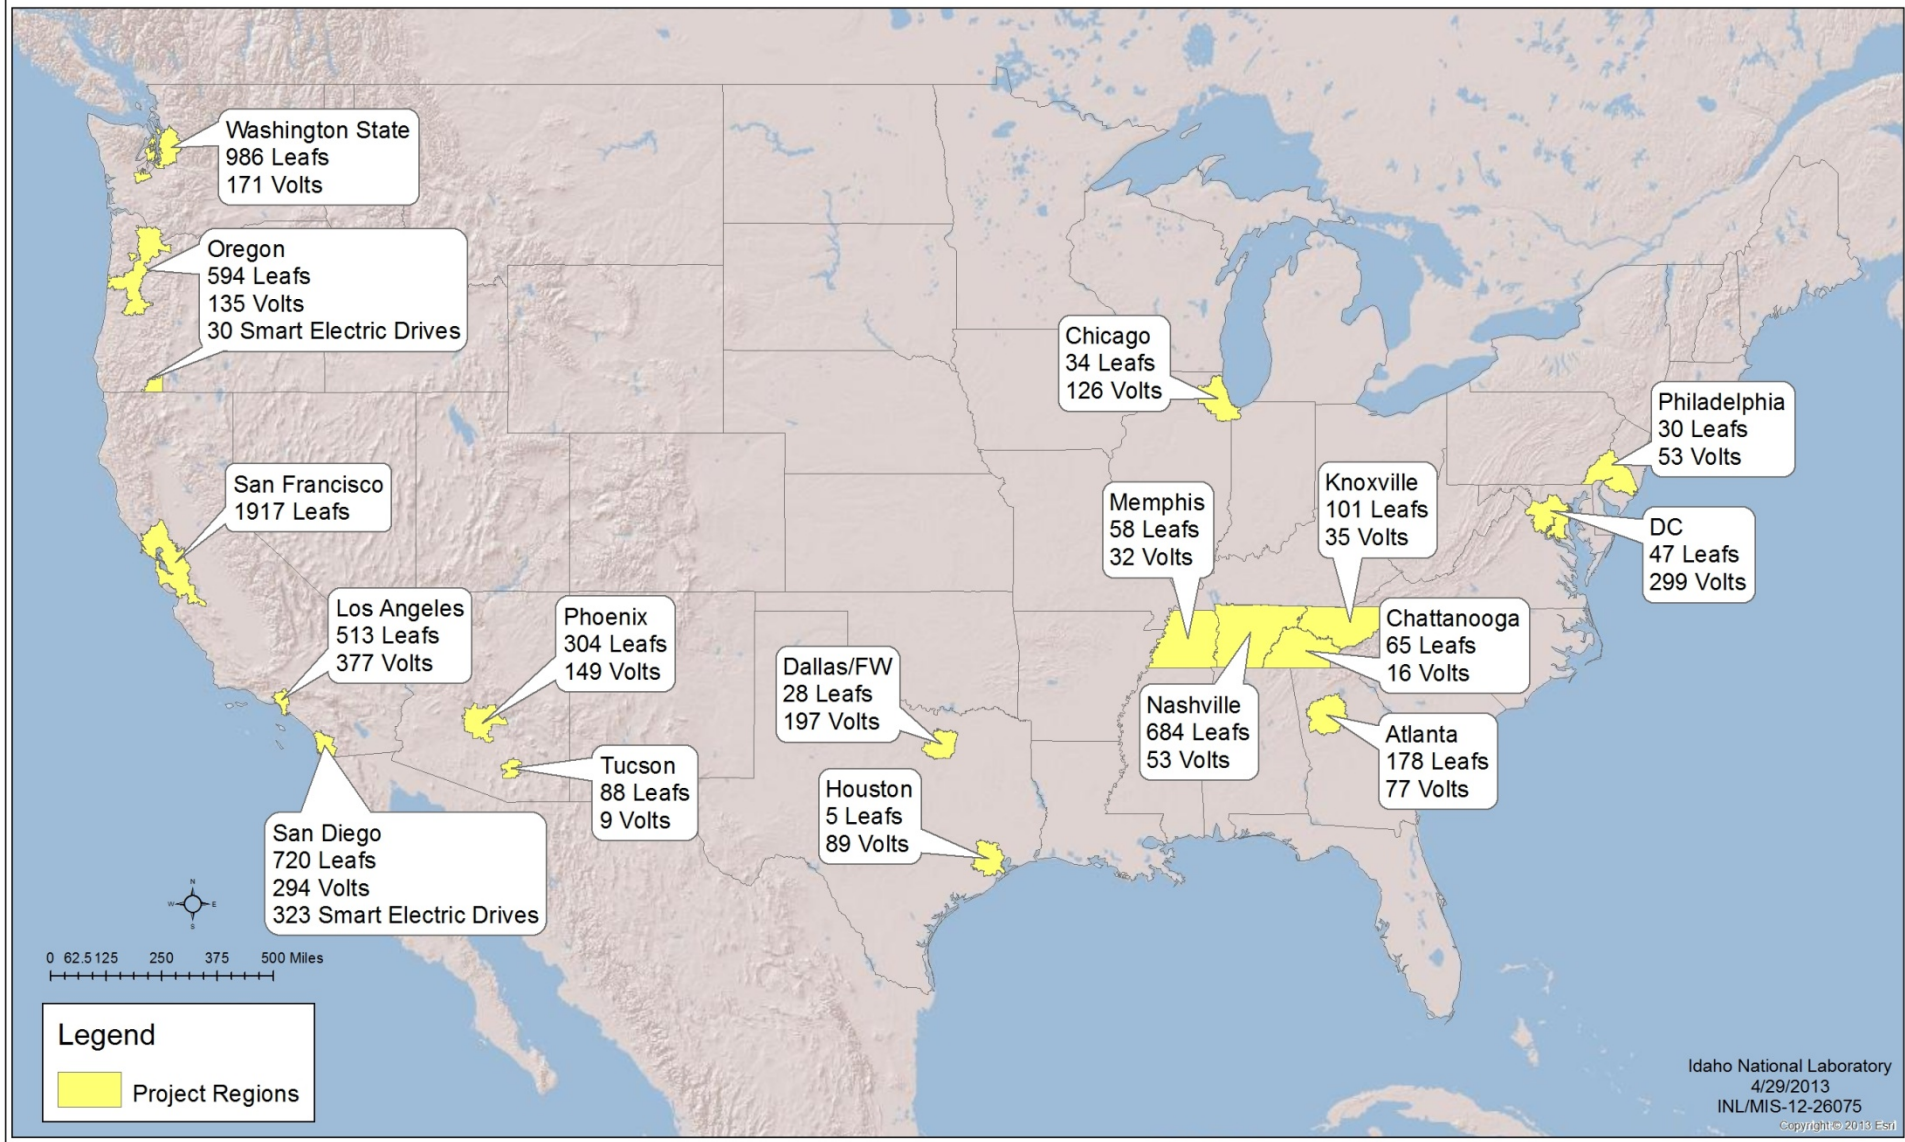 Washington State
986 Leafs
171 Volts
Oregon
594 Leafs
135 Volts
30 Smart Electric Drives
Chicago
34 Leafs
126 Volts
Philadelphia
30 Leafs
53 Volts
San Francisco
1917 Leafs
Memphis
58 Leafs
32 Volts
Knoxville
101 Leafs
35 Volts
DC
47 Leafs
299 Volts
Los Angeles
513 Leafs
377 Volts
Phoenix
304 Leafs
149 Volts
Dallas/FW
28 Leafs
197 Volts
Chattanooga
65 Leafs
16 Volts
Nashville
684 Leafs
53 Volts
Atlanta
178 Leafs
77 Volts
Tucson
88 Leafs
9 Volts
Houston
5 Leafs
89 Volts
San Diego
720 Leafs
294 Volts
323 Smart Electric Drives
N
W E
S
0 62.5 125 250 375 500 Miles
Legend
Project Regions
Idaho National Laboratory
4/29/2013
INL/MIS-12-26075
Copyright:© 2013 Esri